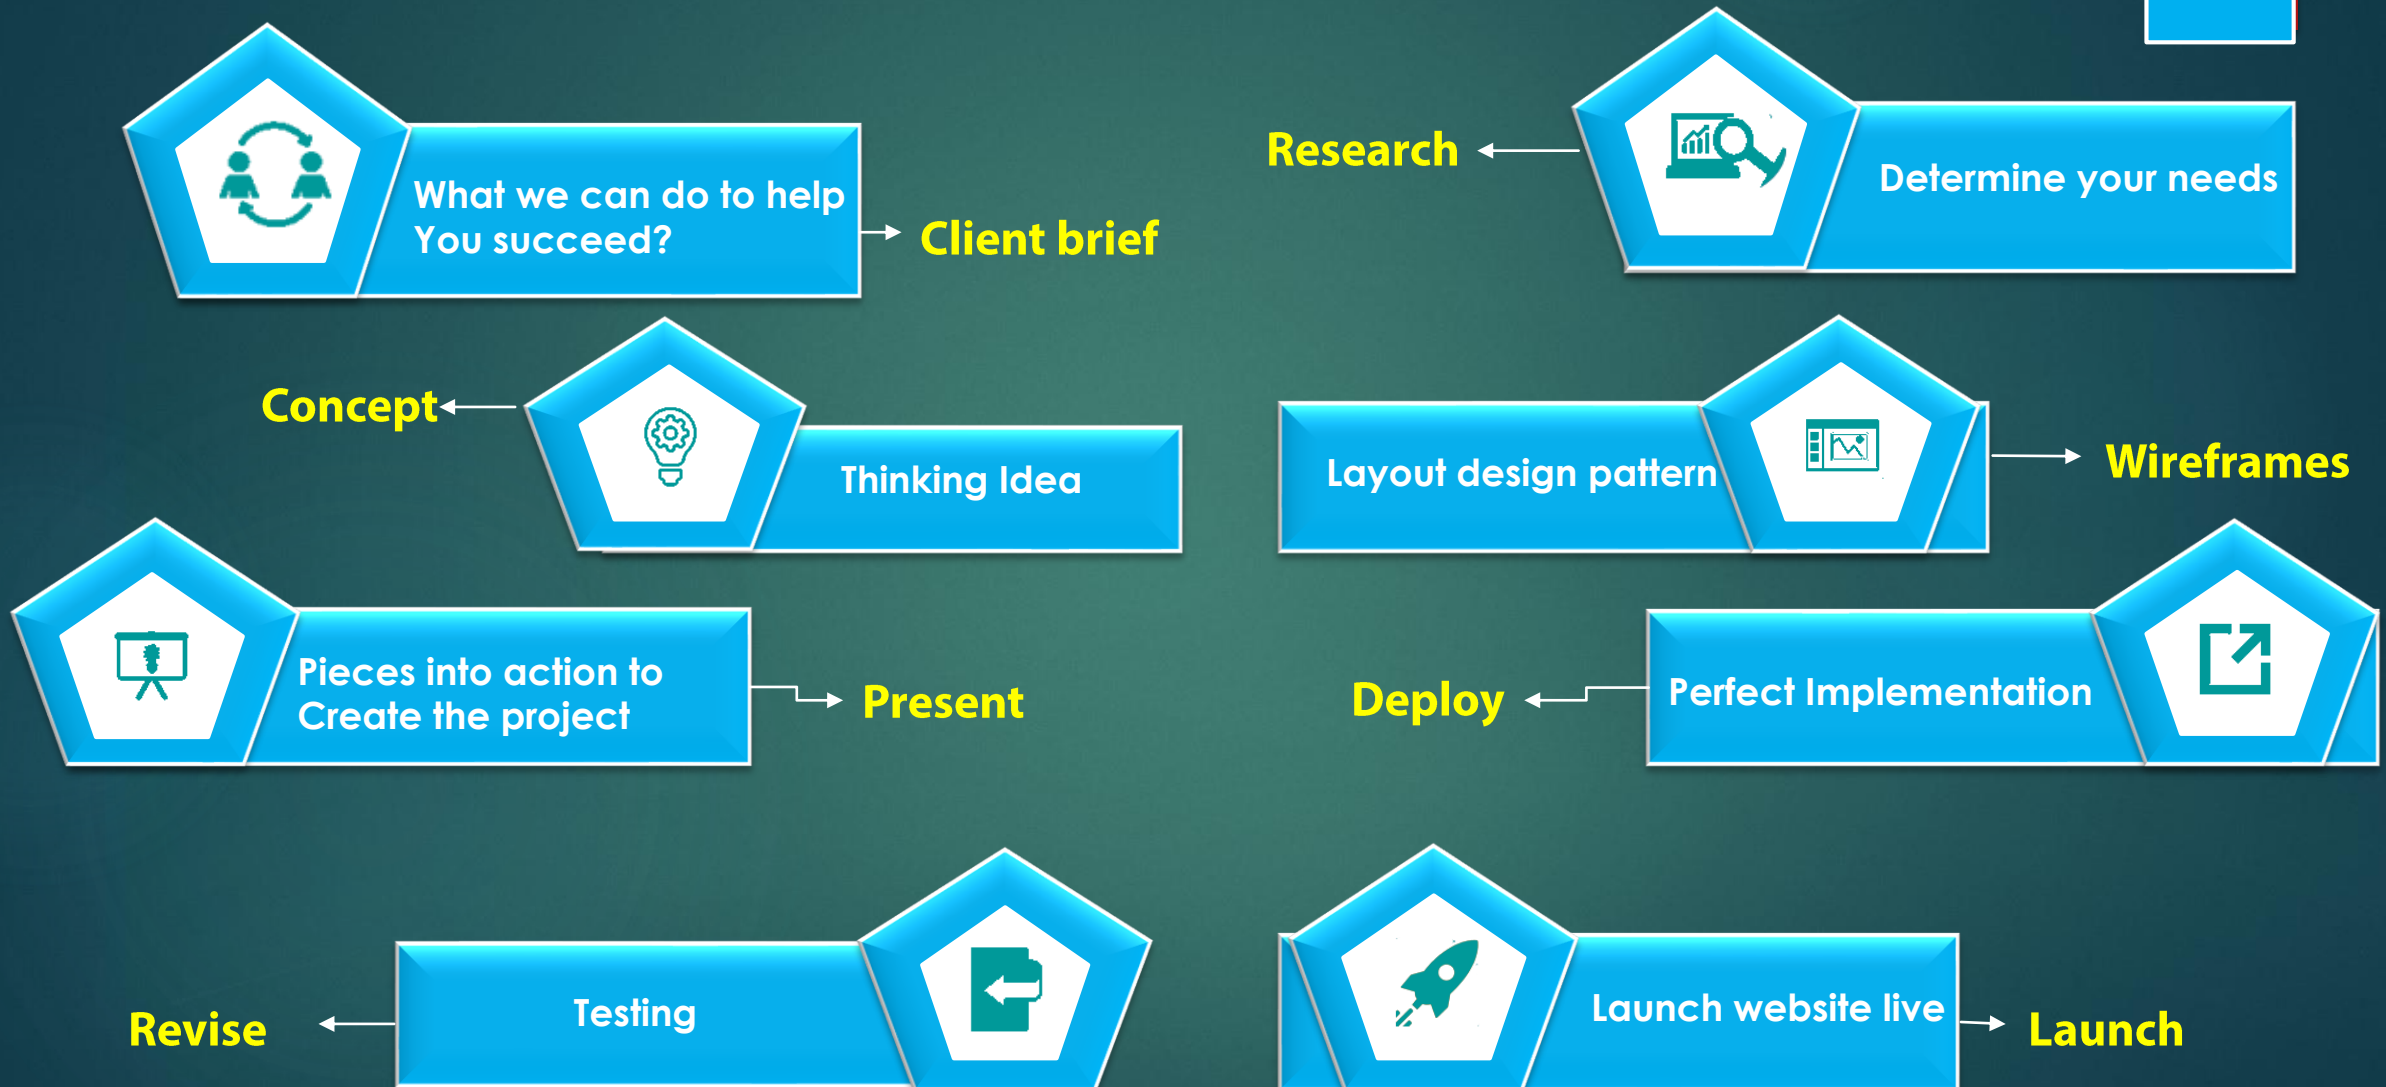 What we can do to help
You succeed?
Client brief
Research
Determine your needs
Concept
Thinking Idea
Layout design pattern
Wireframes
Pieces into action to
Create the project
Present
Deploy
Perfect Implementation
Revise
Testing
Launch website live
Launch